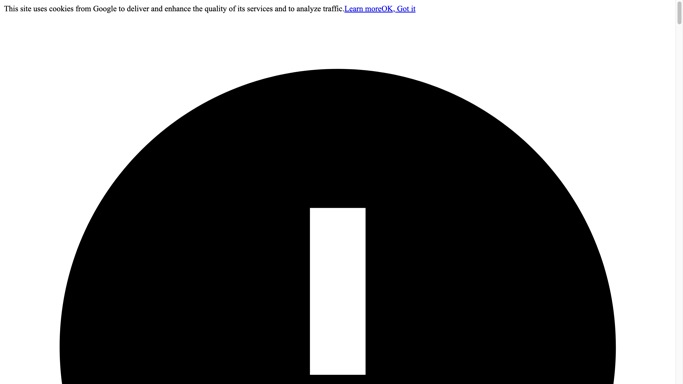 This site uses cookies from Google to deliver and enhance the quality of its services and to analyze traffic.Learn moreOK, Got it